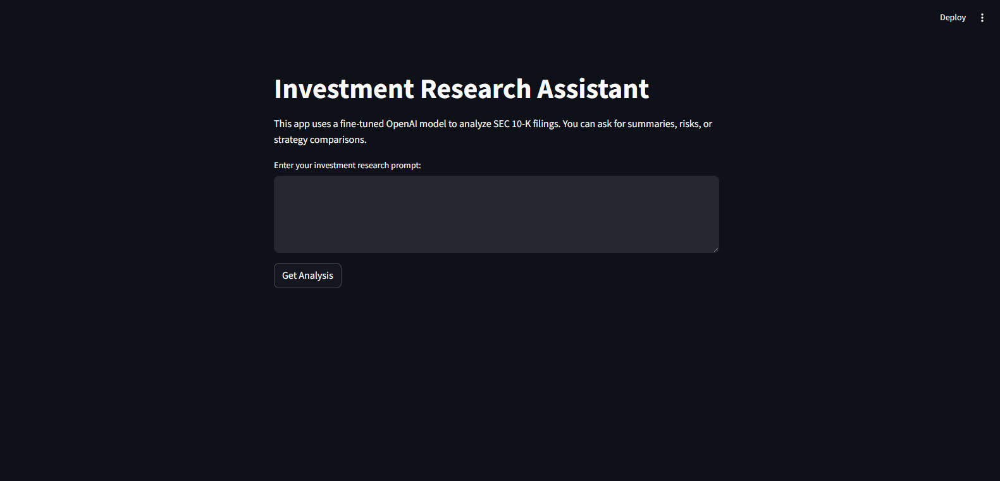 Deploy
Investment Research Assistant
This app uses a fine-tuned OpenAI model to analyze SEC 10-K filings. You can ask for summaries, risks, or
strategy comparisons.
Enter your investment research prompt:
Get Analysis